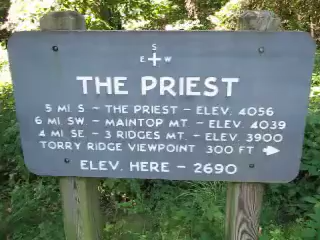 S
E + W
THE PRIEST
5 MI. S - THE PRIEST - ELEV. 4056
6 MI. SW. - MAINTOP MT. - ELEV. 4039
4 MI. SE. - 3 RIDGES MT. - ELEV. 3900
TORRY RIDGE VIEWPOINT 300 FT →
ELEV. HERE - 2690